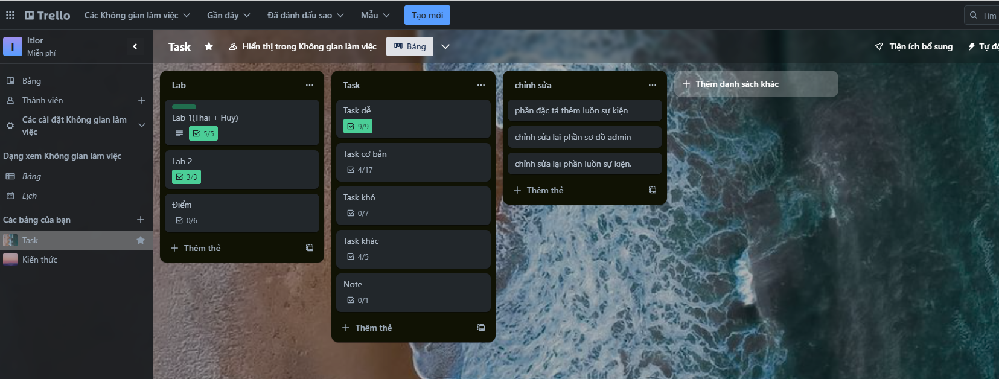 Trello
Các Không gian làm việc
Gần đây
Đã đánh dấu sao
Mẫu
Tạo mới
Tìm
I
Itlor
Miễn phí
Task
Hiển thị trong Không gian làm việc
Bảng
Tiện ích bổ sung
Tự độ
Bảng
Thành viên
Các cài đặt Không gian làm
việc
Dạng xem Không gian làm việc
Bảng
Lịch
Các bảng của bạn
Task
Kiến thức
Lab
Lab 1(Thai + Huy)
5/5
Lab 2
3/3
Điểm
0/6
Thêm thẻ
Task
Task dễ
9/9
Task cơ bản
4/17
Task khó
0/7
Task khác
4/5
Note
0/1
Thêm thẻ
chỉnh sửa
phần đặc tả thêm luồn sự kiện
chỉnh sửa lại phần sơ đồ admin
chỉnh sửa lại phần luồn sự kiện.
Thêm thẻ
Thêm danh sách khác